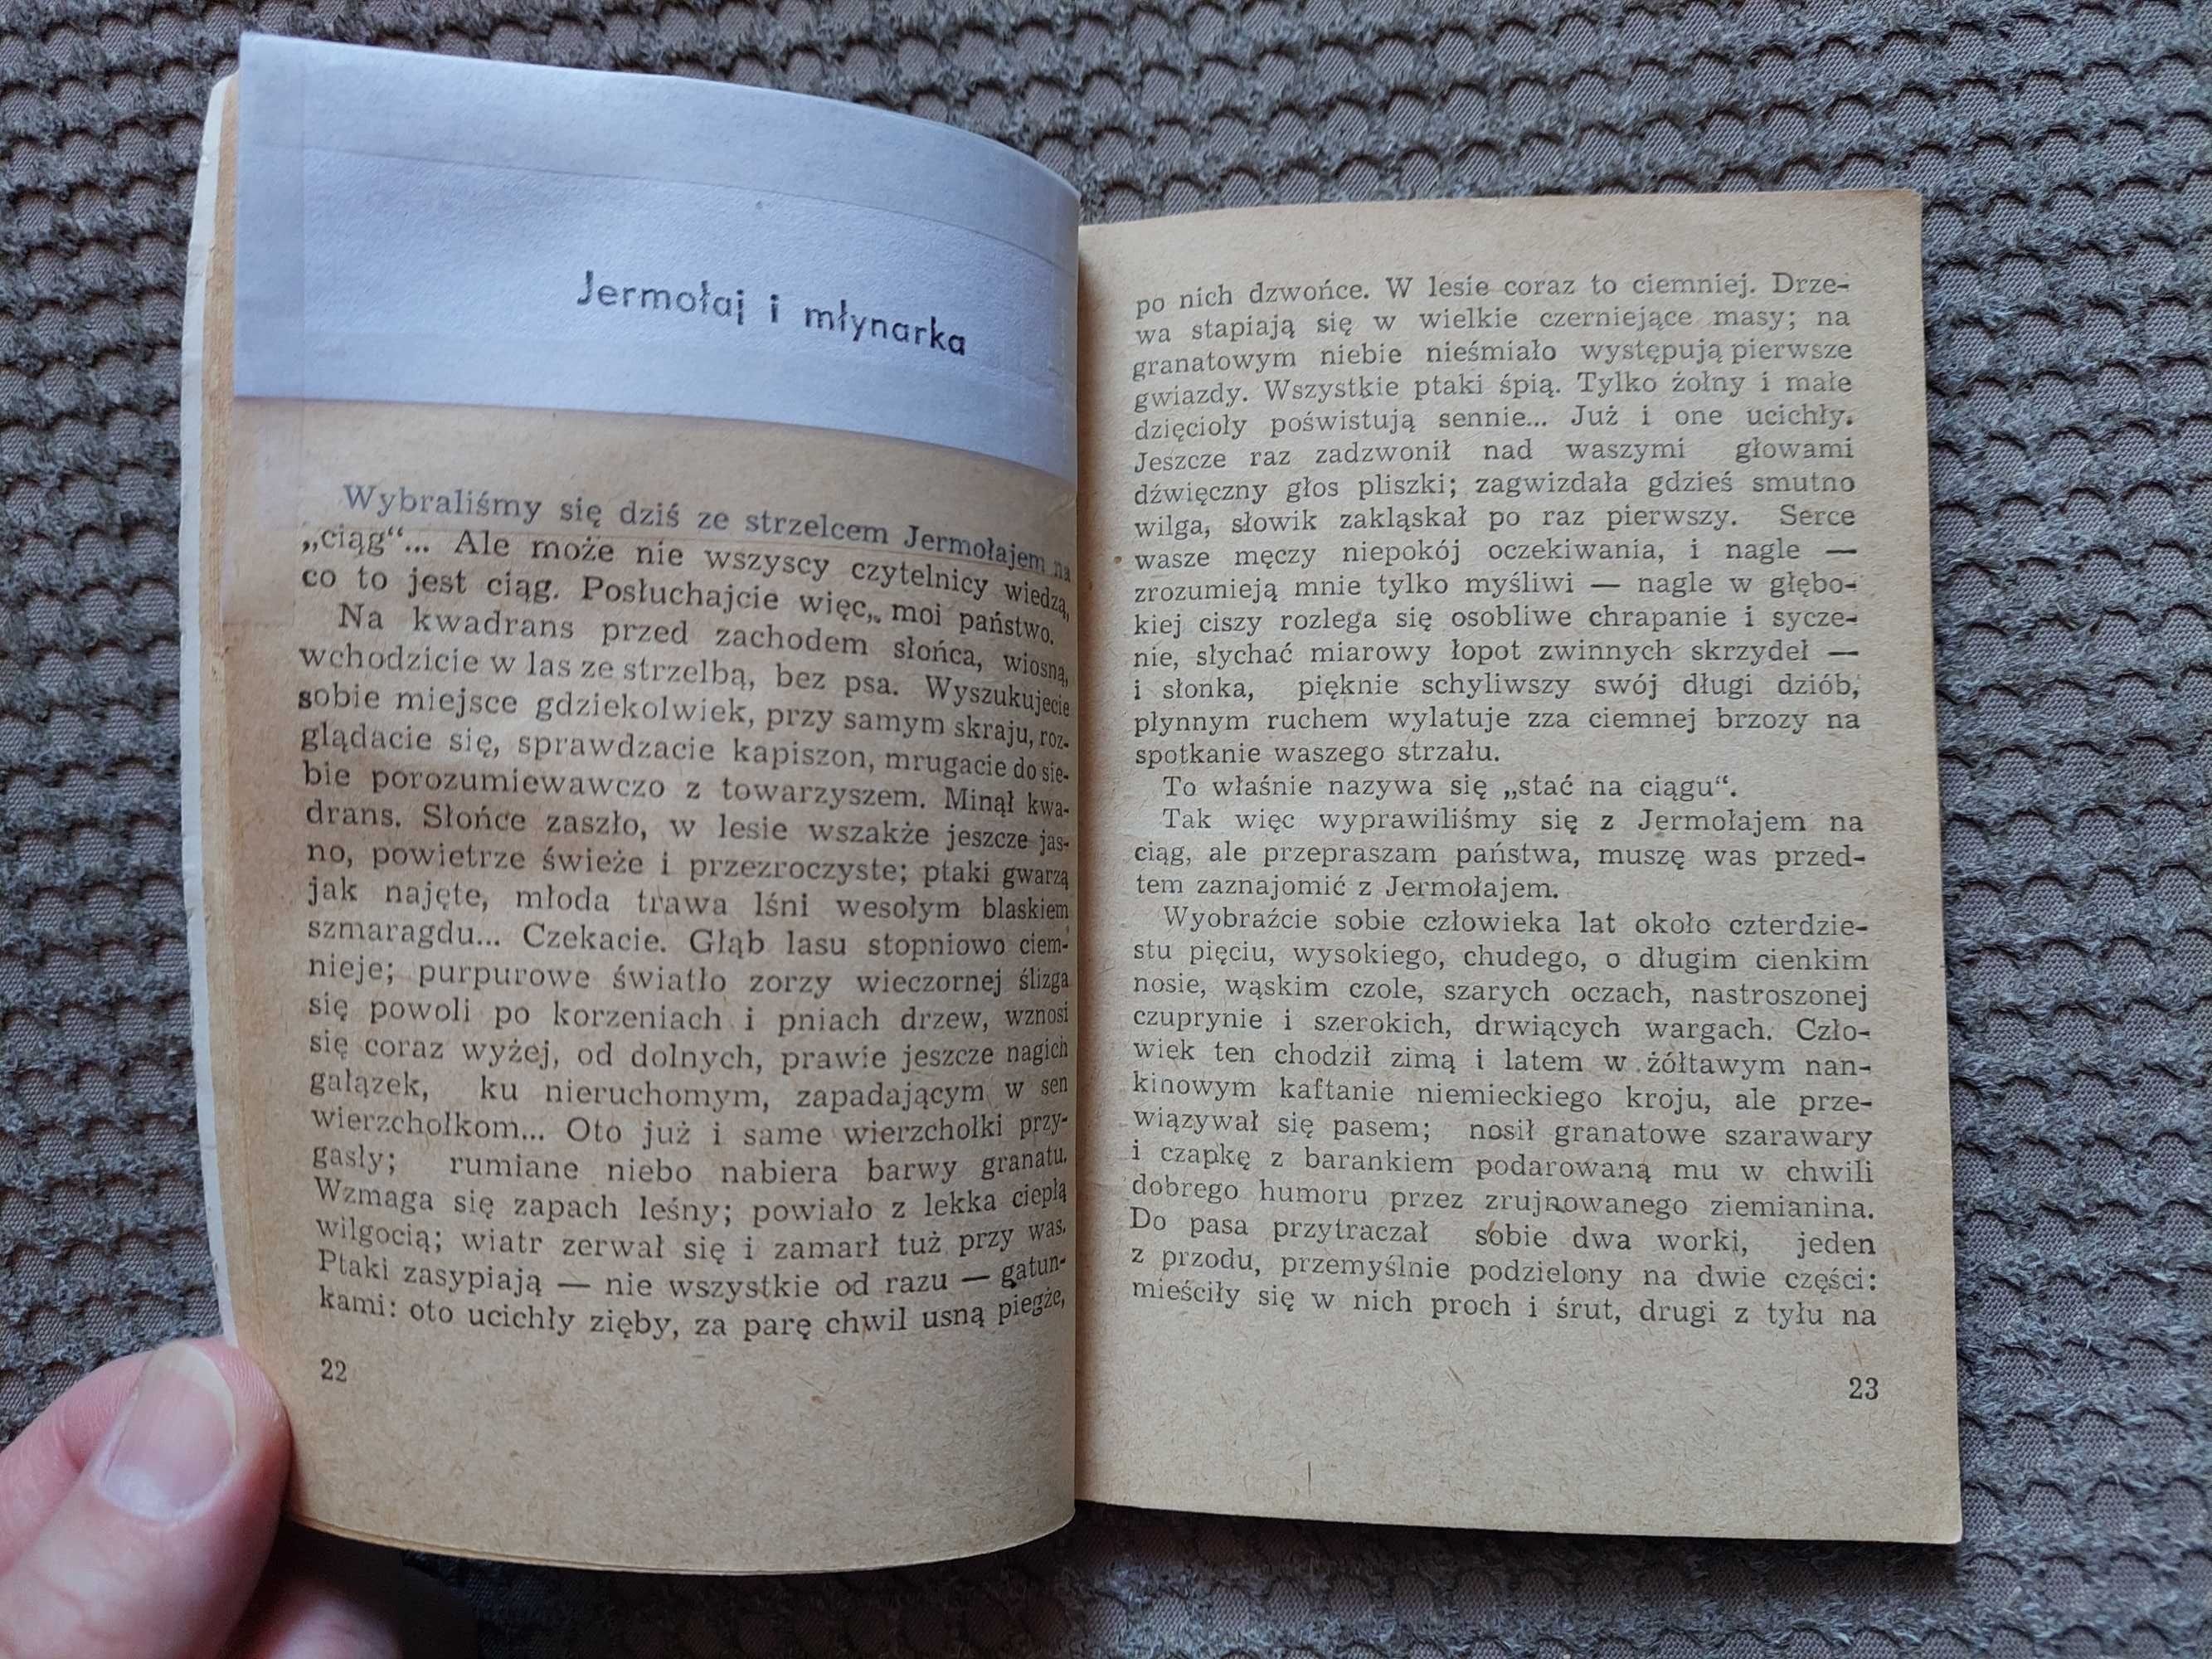 Jermołaj i młynarka
Wybraliśmy się dziś ze strzelcem Jermołajem na
„ciąg“... Ale może nie wszyscy czytelnicy wiedzą,
co to jest ciąg. Posłuchajcie więc„ moi państwo.
Na kwadrans przed zachodem słońca, wiosną,
wchodzicie w las ze strzelbą, bez psa. Wyszukujecie
sobie miejsce gdziekolwiek, przy samym skraju, roz-
glądacie się, sprawdzacie kapiszon, mrugacie do sie-
bie porozumiewawczo z towarzyszem. Minął kwa-
drans. Słońce zaszło, w lesie wszakże jeszcze jas-
no, powietrze świeże i przezroczyste; ptaki gwarzą
jak najęte, młoda trawa lśni wesołym blaskiem
szmaragdu... Czekacie. Głąb lasu stopniowo ciem-
nieje; purpurowe światło zorzy wieczornej ślizga
się powoli po korzeniach i pniach drzew, wznosi
się coraz wyżej, od dolnych, prawie jeszcze nagich
gałązek, ku nieruchomym, zapadającym w sen
wierzchołkom... Oto już i same wierzchołki przy-
gasły; rumiane niebo nabiera barwy granatu.
Wzmaga się zapach leśny; powiało z lekka ciepłą
wilgocią; wiatr zerwał się i zamarł tuż przy was.
Ptaki zasypiają — nie wszystkie od razu — gatun-
kami: oto ucichły zięby, za parę chwil usną piegże,
22
po nich dzwońce. W lesie coraz to ciemniej. Drze-
wa stapiają się w wielkie czerniejące masy; na
granatowym niebie nieśmiało występują pierwsze
gwiazdy. Wszystkie ptaki śpią. Tylko żołny i małe
dzięcioły poświstują sennie... Już i one ucichły.
Jeszcze raz zadzwonił nad waszymi głowami
dźwięczny głos pliszki; zagwizdała gdzieś smutno
wilga, słowik zakląskał po raz pierwszy. Serce
wasze męczy niepokój oczekiwania, i nagle —
zrozumieją mnie tylko myśliwi — nagle w głębo-
kiej ciszy rozlega się osobliwe chrapanie i sycze-
nie, słychać miarowy łopot zwinnych skrzydeł —
i słonka, pięknie schyliwszy swój długi dziób,
płynnym ruchem wylatuje zza ciemnej brzozy na
spotkanie waszego strzału.
To właśnie nazywa się „stać na ciągu“.
Tak więc wyprawiliśmy się z Jermołajem na
ciąg, ale przepraszam państwa, muszę was przed-
tem zaznajomić z Jermołajem.
Wyobraźcie sobie człowieka lat około czterdzie-
stu pięciu, wysokiego, chudego, o długim cienkim
nosie, wąskim czole, szarych oczach, nastroszonej
czuprynie i szerokich, drwiących wargach. Czło-
wiek ten chodził zimą i latem w żółtawym nan-
kinowym kaftanie niemieckiego kroju, ale prze-
wiązywał się pasem; nosił granatowe szarawary
i czapkę z barankiem podarowaną mu w chwili
dobrego humoru przez zrujnowanego ziemianina.
Do pasa przytraczał sobie dwa worki, jeden
z przodu, przemyślnie podzielony na dwie części:
mieściły się w nich proch i śrut, drugi z tyłu na
23